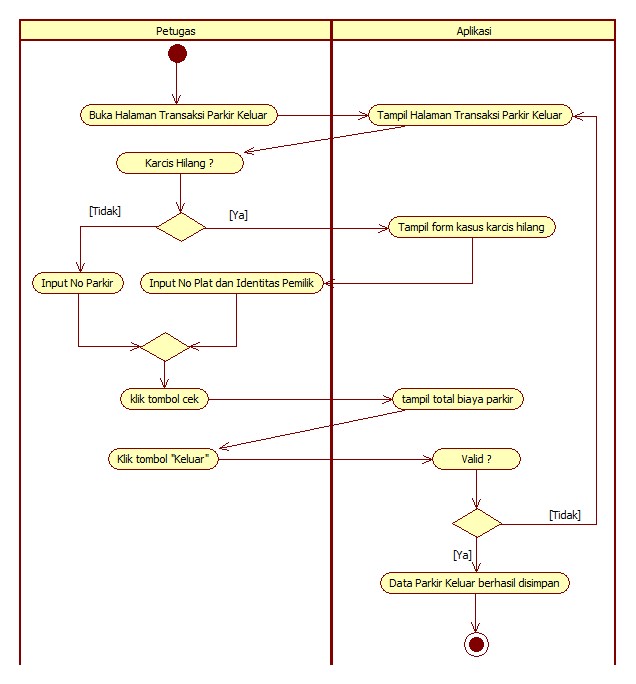 Petugas
Aplikasi
Buka Halaman Transaksi Parkir Keluar
Tampil Halaman Transaksi Parkir Keluar
Karcis Hilang ?
[Tidak]
[Ya]
Tampil form kasus karcis hilang
Input No Parkir
Input No Plat dan Identitas Pemilik
klik tombol cek
tampil total biaya parkir
Klik tombol "Keluar"
Valid ?
[Tidak]
[Ya]
Data Parkir Keluar berhasil disimpan